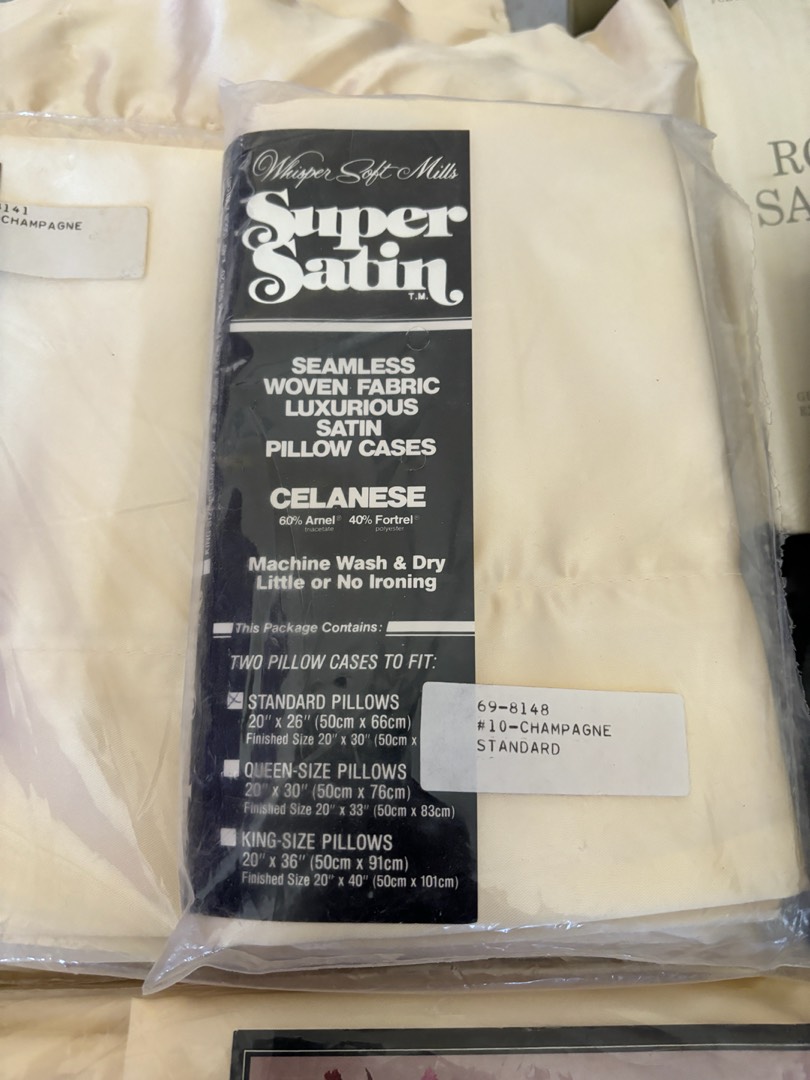 141
CHAMPAGNE
Whisper Soft Mills
Super
Satin
T.M.
SEAMLESS
WOVEN FABRIC
LUXURIOUS
SATIN
PILLOW CASES
CELANESE
60% Arnel® 40% Fortrel®
triacetate polyester
Machine Wash & Dry
Little or No Ironing
This Package Contains:
TWO PILLOW CASES TO FIT:
STANDARD PILLOWS
20" x 26" (50cm x 66cm)
Finished Size 20" x 30" (50cm x
QUEEN-SIZE PILLOWS
20" x 30" (50cm x 76cm)
Finished Size 20" x 33" (50cm x 83cm)
KING-SIZE PILLOWS
20" x 36" (50cm x 91cm)
Finished Size 20" x 40" (50cm x 101cm)
69-8148
#10-CHAMPAGNE
STANDARD
RO
SA